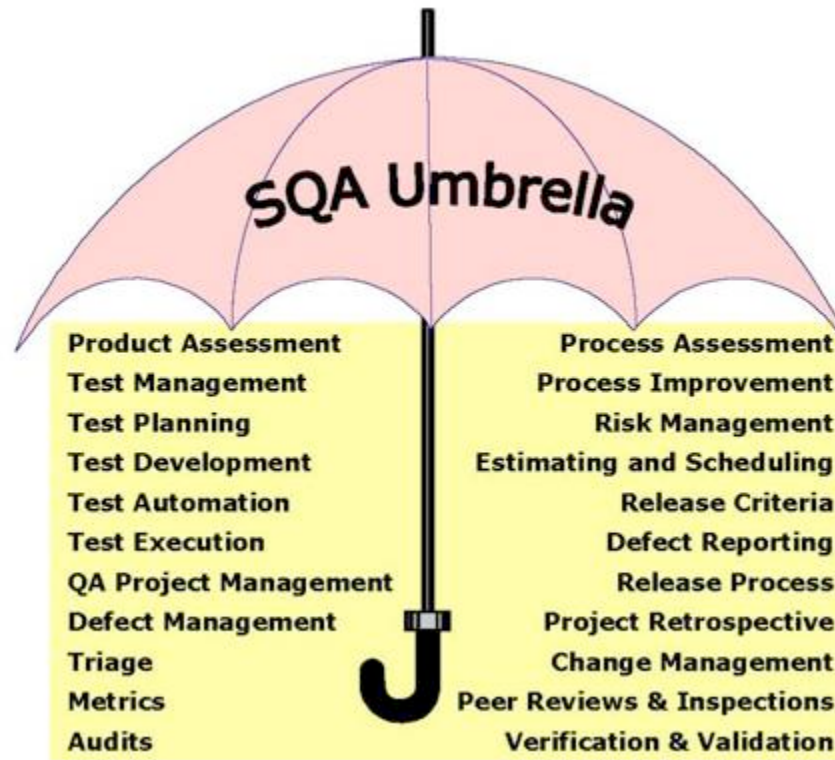 SQA Umbrella
Product Assessment
Test Management
Test Planning
Test Development
Test Automation
Test Execution
QA Project Management
Defect Management
Triage
Metrics
Audits
Process Assessment
Process Improvement
Risk Management
Estimating and Scheduling
Release Criteria
Defect Reporting
Release Process
Project Retrospective
Change Management
Peer Reviews & Inspections
Verification & Validation